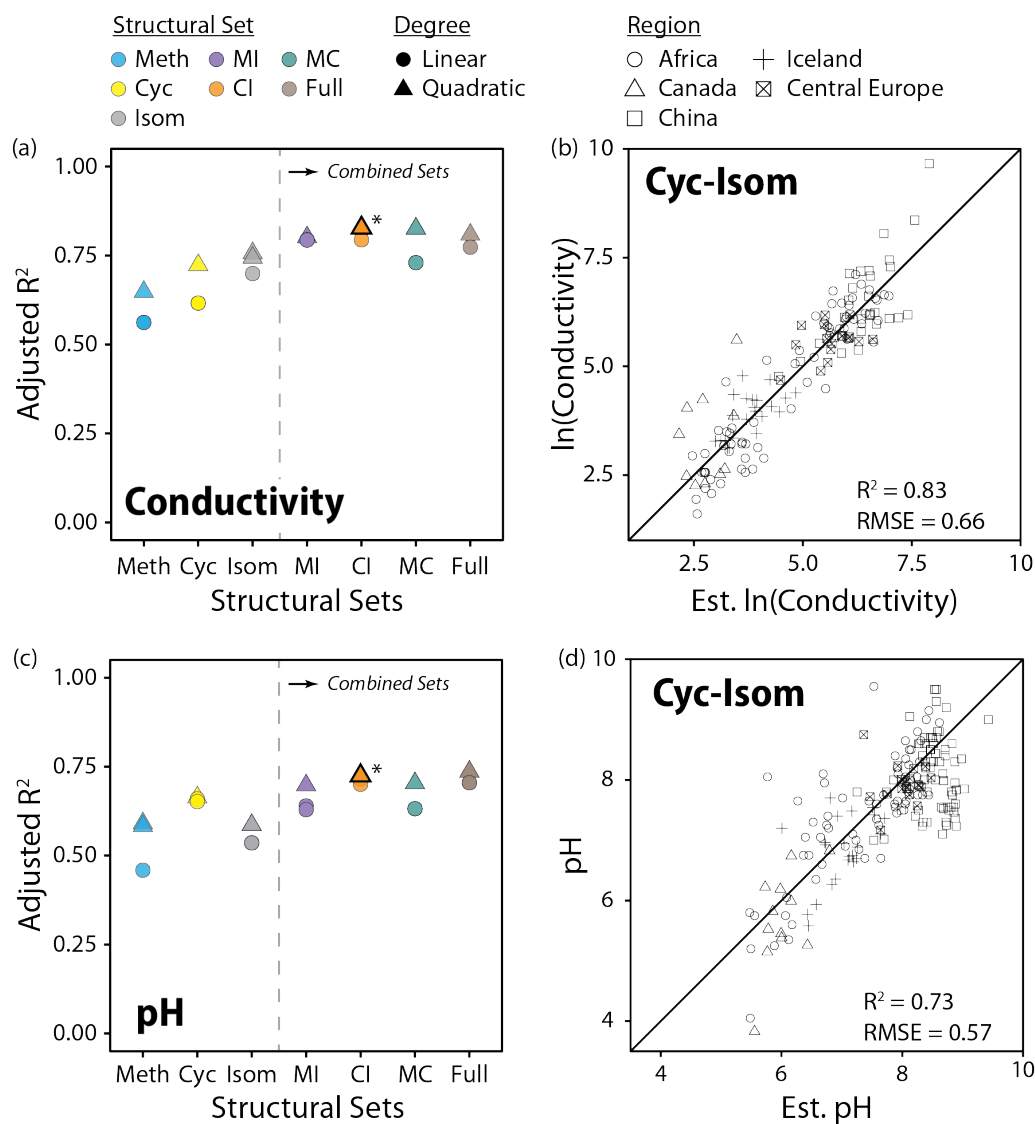 Structural Set
Degree
Region
Meth MI MC
Linear
Africa Iceland
Cyc CI Full
Quadratic
Canada Central Europe
Isom
China
(a)
1.00
0.75
0.50
0.25
0.00
Adjusted R²
Combined Sets
*
Conductivity
Meth Cyc Isom MI CI MC Full
Structural Sets
(b)
10
7.5
5.0
2.5
ln(Conductivity)
Cyc-Isom
R² = 0.83
RMSE = 0.66
2.5 5.0 7.5 10
Est. ln(Conductivity)
(c)
1.00
0.75
0.50
0.25
0.00
Adjusted R²
Combined Sets
*
pH
Meth Cyc Isom MI CI MC Full
Structural Sets
(d)
10
8
6
4
pH
Cyc-Isom
R² = 0.73
RMSE = 0.57
4 6 8 10
Est. pH